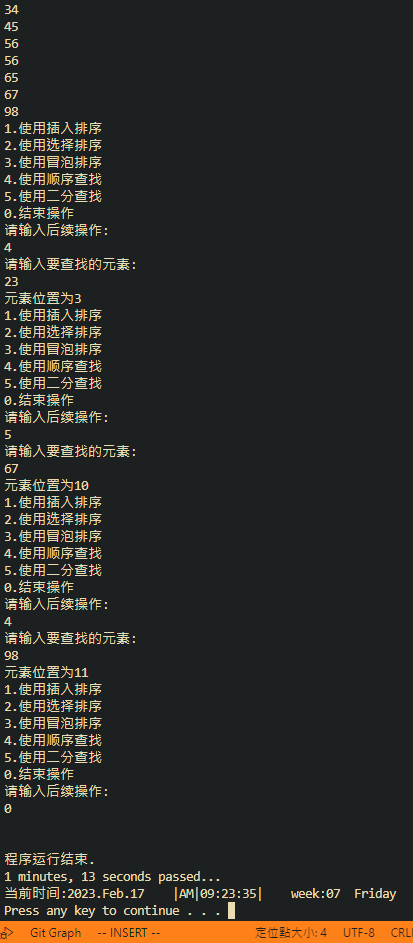 34
45
56
56
65
67
98
1.使用插入排序
2.使用选择排序
3.使用冒泡排序
4.使用顺序查找
5.使用二分查找
0.结束操作
请输入后续操作:
4
请输入要查找的元素:
23
元素位置为3
1.使用插入排序
2.使用选择排序
3.使用冒泡排序
4.使用顺序查找
5.使用二分查找
0.结束操作
请输入后续操作:
5
请输入要查找的元素:
67
元素位置为10
1.使用插入排序
2.使用选择排序
3.使用冒泡排序
4.使用顺序查找
5.使用二分查找
0.结束操作
请输入后续操作:
4
请输入要查找的元素:
98
元素位置为11
1.使用插入排序
2.使用选择排序
3.使用冒泡排序
4.使用顺序查找
5.使用二分查找
0.结束操作
请输入后续操作:
0
程序运行结束.
1 minutes, 13 seconds passed...
当前时间:2023.Feb.17    |AM|09:23:35|    week:07  Friday
Press any key to continue . . .
Git Graph  -- INSERT --  定位點大小: 4  UTF-8  CRL